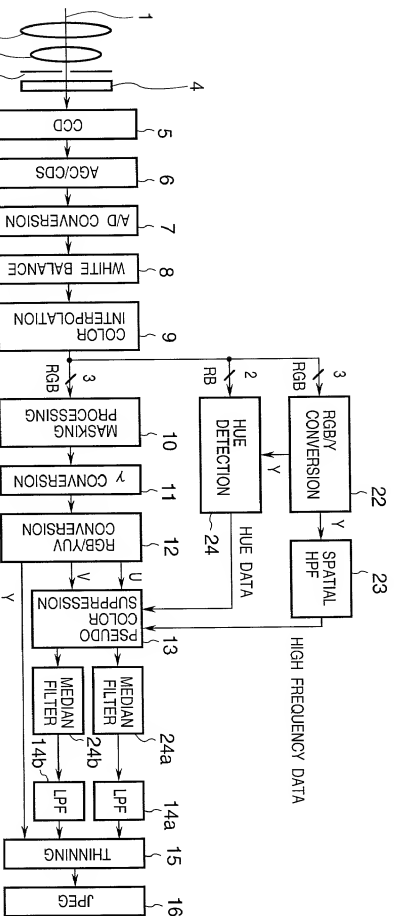 1
4
CCD
5
AGC/CDS
6
A/D CONVERSION
7
WHITE BALANCE
8
COLOR
INTERPOLATION
9
3
RGB
2
RB
3
RGB
MASKING
PROCESSING
10
γ CONVERSION
11
RGB/YUV
CONVERSION
12
HUE
DETECTION
24
RGB/Y
CONVERSION
22
Y
Y
SPATIAL
HPF
23
HUE DATA
HIGH FREQUENCY DATA
U
V
Y
PSEUDO
COLOR
SUPPRESSION
13
MEDIAN
FILTER
24a
MEDIAN
FILTER
24b
LPF
14a
LPF
14b
THINNING
15
JPEG
16